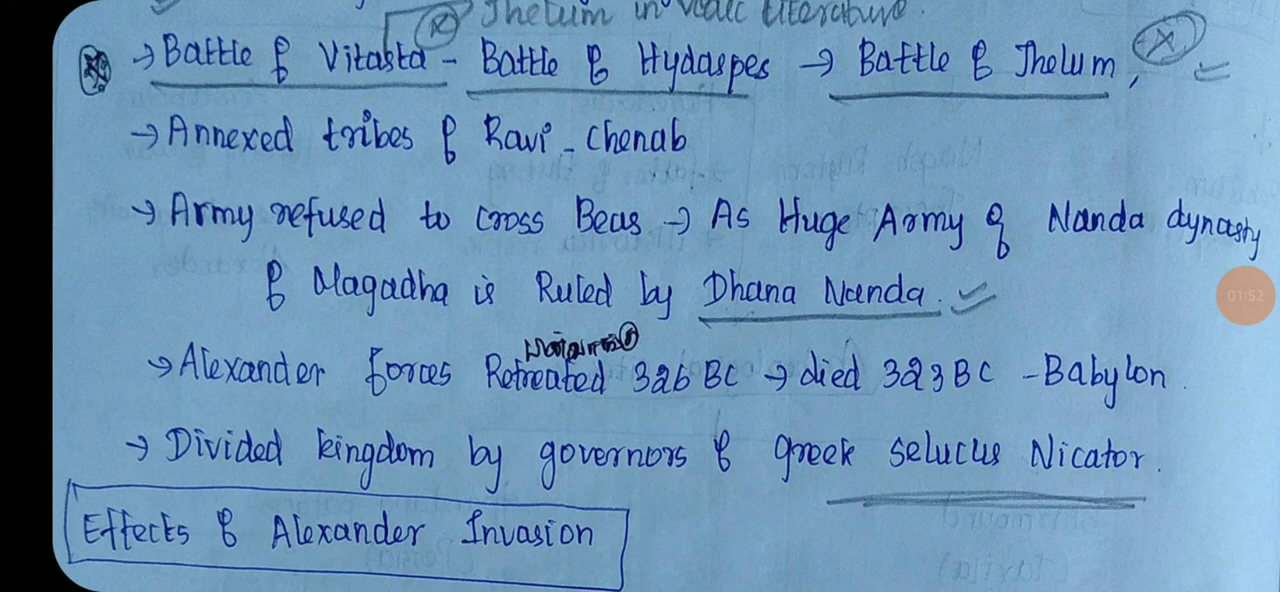 Jhelum in Vedic Literature.
→ Battle of Vitasta - Battle of Hydaspes → Battle of Jhelum,
→ Annexed tribes of Ravi - Chenab
→ Army refused to cross Beas → As Huge Army of Nanda dynasty
of Magadha is Ruled by Dhana Nanda.
→ Alexander forces Retreated 326 BC → died 323 BC - Babylon.
→ Divided kingdom by governors of greek selucus Nicator.
Effects of Alexander Invasion
01:52